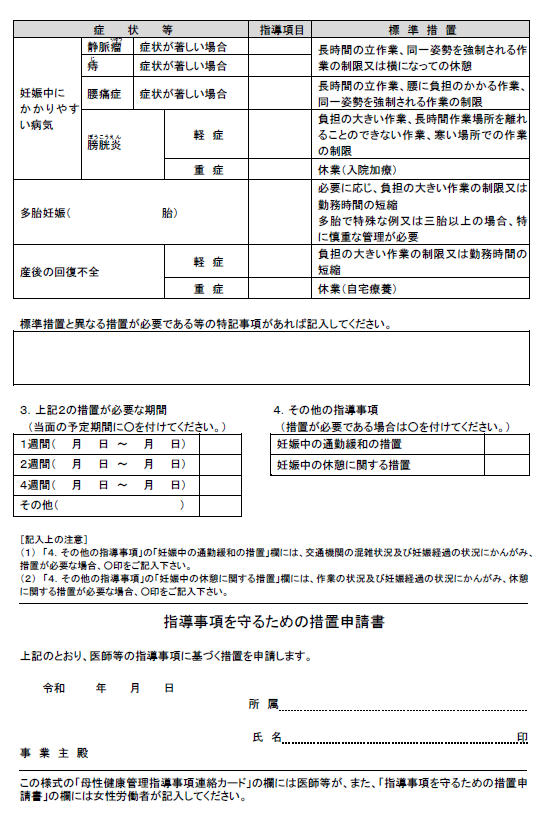 症 状 等 指導項目 標 準 措 置
妊娠中に
かかりやす
い病気
静脈瘤 症状が著しい場合
りゅう
痔 症状が著しい場合
じ
長時間の立作業、同一姿勢を強制される作
業の制限又は横になっての休憩
腰痛症 症状が著しい場合
長時間の立作業、腰に負担のかかる作業、
同一姿勢を強制される作業の制限
ぼうこうえん
膀胱炎
軽 症
負担の大きい作業、長時間作業場所を離れ
ることのできない作業、寒い場所での作業
の制限
重 症 休業(入院加療)
多胎妊娠( 胎)
必要に応じ、負担の大きい作業の制限又は
勤務時間の短縮
多胎で特殊な例又は三胎以上の場合、特
に慎重な管理が必要
産後の回復不全
軽 症
負担の大きい作業の制限又は勤務時間の
短縮
重 症 休業(自宅療養)
標準措置と異なる措置が必要である等の特記事項があれば記入してください。
3. 上記2の措置が必要な期間
(当面の予定期間に〇を付けてください。)
1週間( 月 日 ~ 月 日)
2週間( 月 日 ~ 月 日)
4週間( 月 日 ~ 月 日)
その他( )
4. その他の指導事項
(措置が必要である場合は〇を付けてください。)
妊娠中の通勤緩和の措置
妊娠中の休憩に関する措置
[記入上の注意]
(1) 「4. その他の指導事項」の「妊娠中の通勤緩和の措置」欄には、交通機関の混雑状況及び妊娠経過の状況にかんがみ、
措置が必要な場合、〇印をご記入下さい。
(2) 「4. その他の指導事項」の「妊娠中の休憩に関する措置」欄には、作業の状況及び妊娠経過の状況にかんがみ、休憩
に関する措置が必要な場合、〇印をご記入下さい。
指導事項を守るための措置申請書
上記のとおり、医師等の指導事項に基づく措置を申請します。
令和 年 月 日
所 属
氏 名 印
事 業 主 殿
この様式の「母性健康管理指導事項連絡カード」の欄には医師等が、また、「指導事項を守るための措置申
請書」の欄には女性労働者が記入してください。